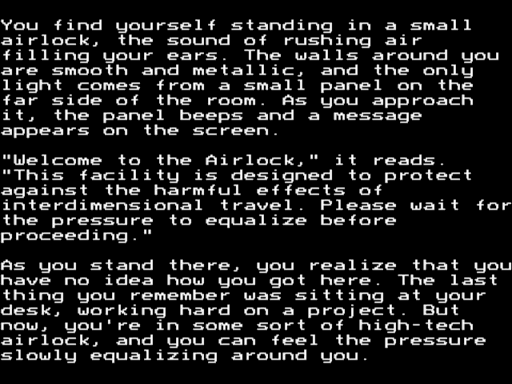 You find yourself standing in a small
airlock, the sound of rushing air
filling your ears. The walls around you
are smooth and metallic, and the only
light comes from a small panel on the
far side of the room. As you approach
it, the panel beeps and a message
appears on the screen.
"Welcome to the Airlock," it reads.
"This facility is designed to protect
against the harmful effects of
interdimensional travel. Please wait for
the pressure to equalize before
proceeding."
As you stand there, you realize that you
have no idea how you got here. The last
thing you remember was sitting at your
desk, working hard on a project. But
now, you're in some sort of high-tech
airlock, and you can feel the pressure
slowly equalizing around you.